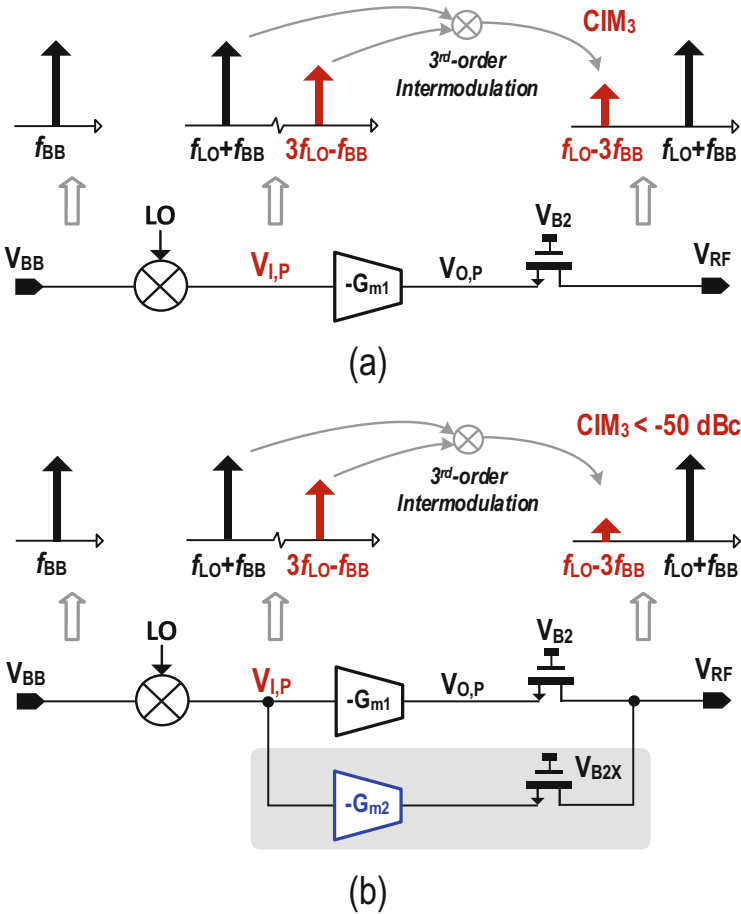 CIM₃
3rd-order
Intermodulation
fBB
fLO+fBB
3fLO-fBB
fLO-3fBB
fLO+fBB
LO
VB2
VBB
VI,P
-Gm1
VO,P
VRF
(a)
CIM₃ < -50 dBc
3rd-order
Intermodulation
fBB
fLO+fBB
3fLO-fBB
fLO-3fBB
fLO+fBB
LO
VB2
VBB
VI,P
-Gm1
VO,P
VRF
-Gm2
VB2X
(b)